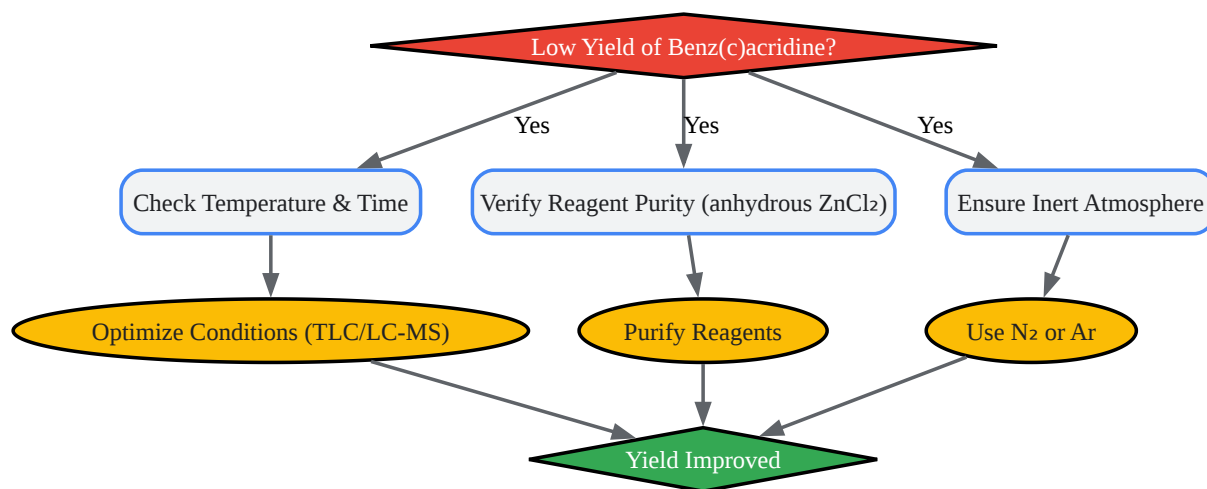 Low Yield of Benz(c)acridine?
Yes
Yes
Yes
Check Temperature & Time
Verify Reagent Purity (anhydrous ZnCl₂)
Ensure Inert Atmosphere
Optimize Conditions (TLC/LC-MS)
Purify Reagents
Use N₂ or Ar
Yield Improved